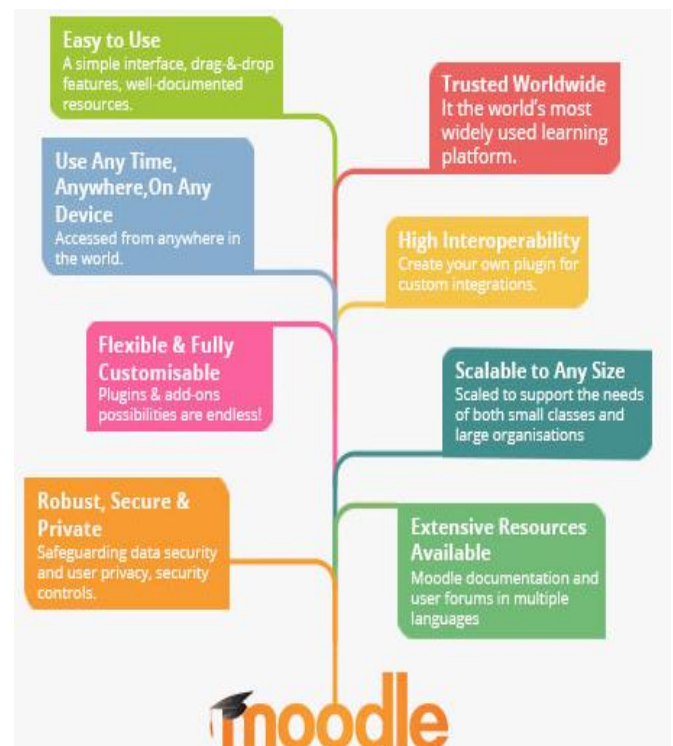 Easy to Use
A simple interface, drag-&-drop
features, well-documented
resources.
Trusted Worldwide
It the world's most
widely used learning
platform.
Use Any Time,
Anywhere,On Any
Device
Accessed from anywhere in
the world.
High Interoperability
Create your own plugin for
custom integrations.
Flexible & Fully
Customisable
Plugins & add-ons
possibilities are endless!
Scalable to Any Size
Scaled to support the needs
of both small classes and
large organisations
Robust, Secure &
Private
Safeguarding data security
and user privacy, security
controls.
Extensive Resources
Available
Moodle documentation and
user forums in multiple
languages
moodle